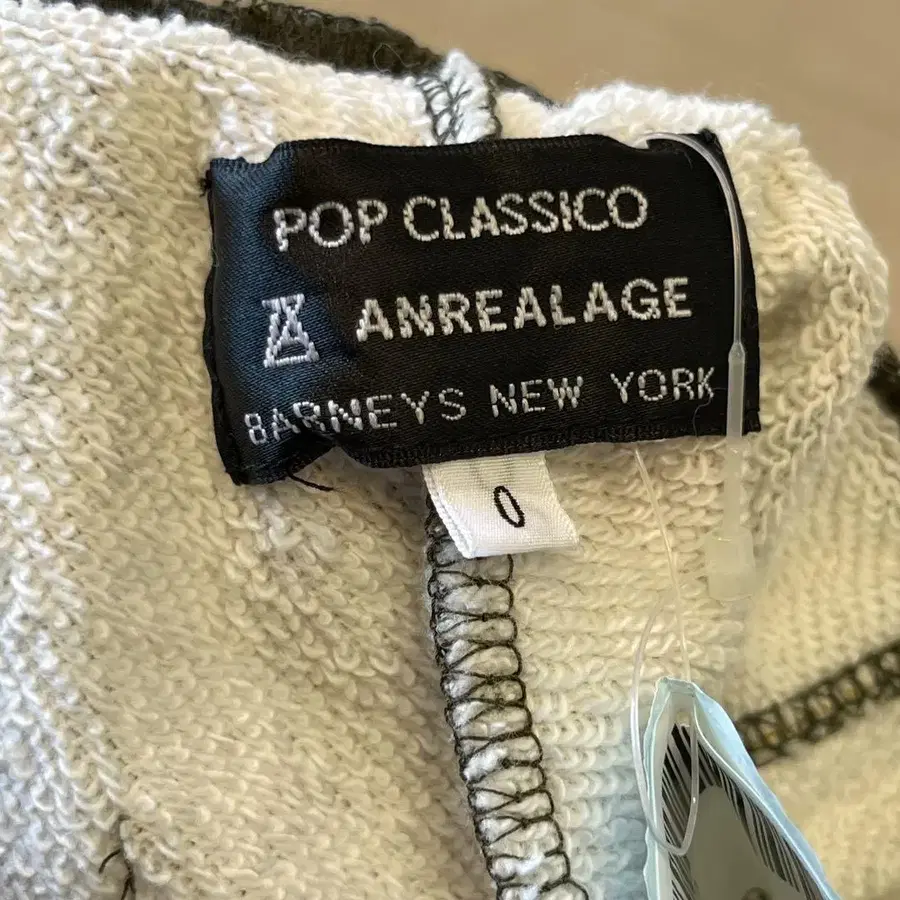 POP CLASSICO
ANREALAGE
BARNEYS NEW YORK
0